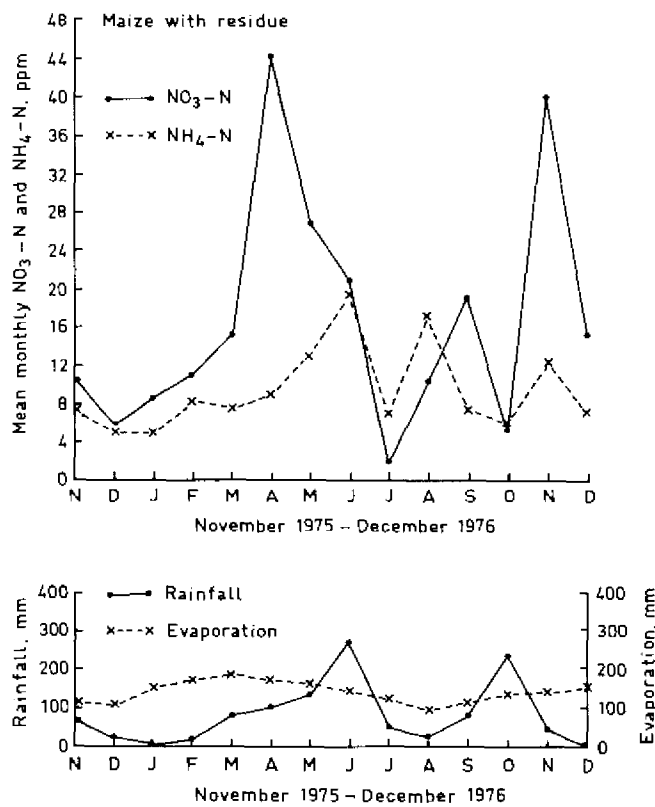 Maize with residue
NO₃-N
NH₄-N
Mean monthly NO₃-N and NH₄-N, ppm
48
44
40
36
32
28
24
20
16
12
8
4
0
N D J F M A M J J A S O N D
November 1975 - December 1976
Rainfall
Evaporation
Rainfall, mm
400
300
200
100
0
Evaporation, mm
400
300
200
100
0
N D J F M A M J J A S O N D
November 1975 - December 1976